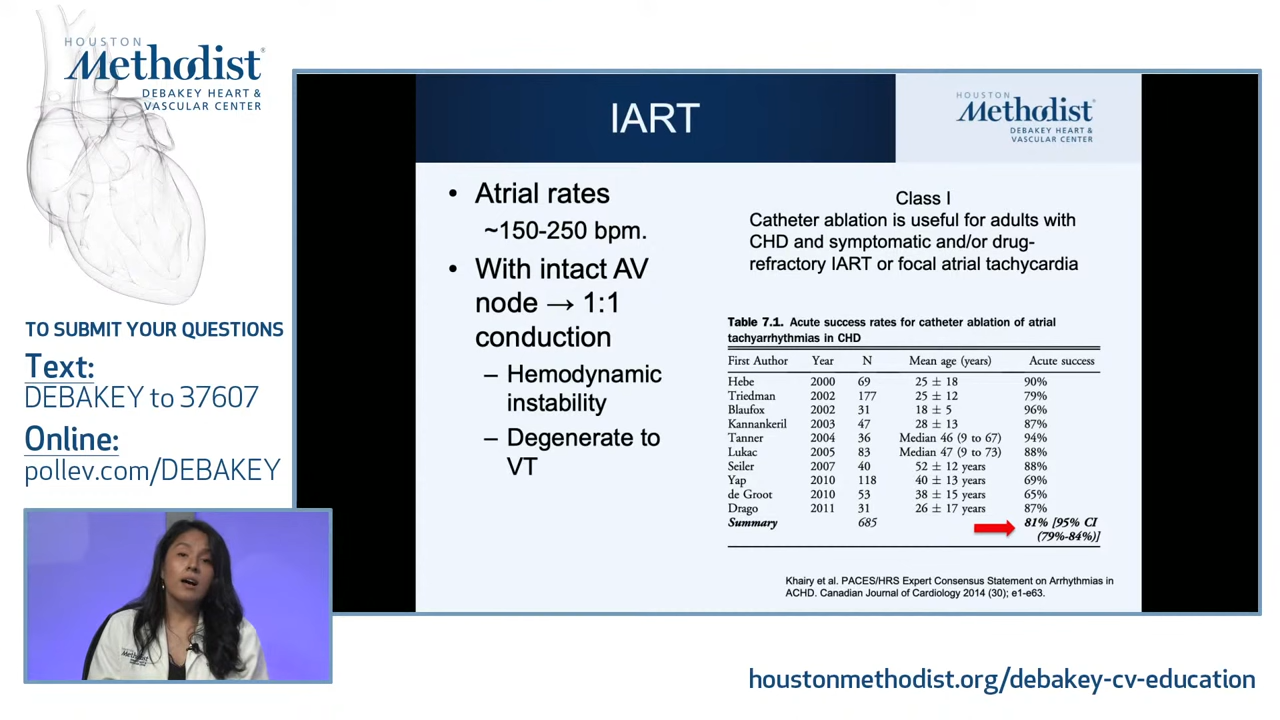 HOUSTON
Methodist®
DEBAKEY HEART &
VASCULAR CENTER
TO SUBMIT YOUR QUESTIONS
Text:
DEBAKEY to 37607
Online:
pollev.com/DEBAKEY
IART
HOUSTON
Methodist®
DEBAKEY HEART &
VASCULAR CENTER
• Atrial rates
~150-250 bpm.
• With intact AV
node → 1:1
conduction
– Hemodynamic
instability
– Degenerate to
VT
Class I
Catheter ablation is useful for adults with
CHD and symptomatic and/or drug-
refractory IART or focal atrial tachycardia
Table 7.1. Acute success rates for catheter ablation of atrial
tachyarrhythmias in CHD
First Author Year N Mean age (years) Acute success
Hebe 2000 69 25 ± 18 90%
Triedman 2002 177 25 ± 12 79%
Blaufox 2002 31 18 ± 5 96%
Kannankeril 2003 47 28 ± 13 87%
Tanner 2004 36 Median 46 (9 to 67) 94%
Lukac 2005 83 Median 47 (9 to 73) 88%
Seiler 2007 40 52 ± 12 years 88%
Yap 2010 118 40 ± 13 years 69%
de Groot 2010 53 38 ± 15 years 65%
Drago 2011 31 26 ± 17 years 87%
Summary 685 81% [95% CI
(79%-84%)]
Khairy et al. PACES/HRS Expert Consensus Statement on Arrhythmias in
ACHD. Canadian Journal of Cardiology 2014 (30); e1-e63.
Methodist
houstonmethodist.org/debakey-cv-education